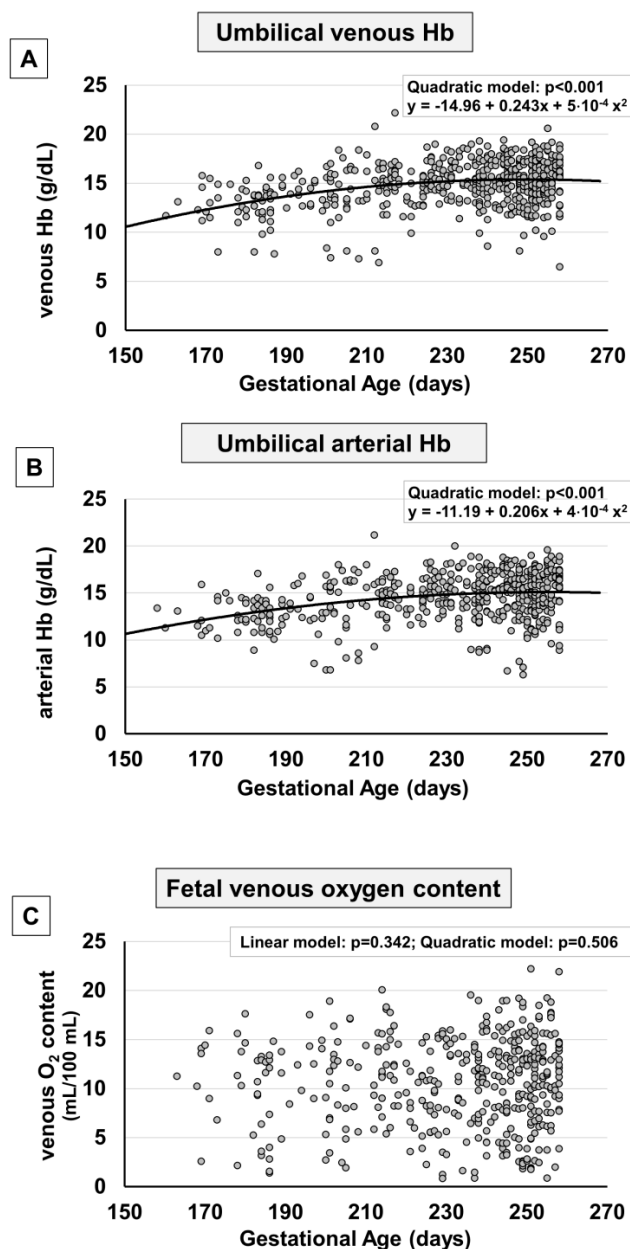 Umbilical venous Hb
A
Quadratic model: p<0.001
y = -14.96 + 0.243x + 5·10⁻⁴ x²
venous Hb (g/dL)
25
20
15
10
5
0
150 170 190 210 230 250 270
Gestational Age (days)
Umbilical arterial Hb
B
Quadratic model: p<0.001
y = -11.19 + 0.206x + 4·10⁻⁴ x²
arterial Hb (g/dL)
25
20
15
10
5
0
150 170 190 210 230 250 270
Gestational Age (days)
Fetal venous oxygen content
C
Linear model: p=0.342; Quadratic model: p=0.506
venous O₂ content
(mL/100 mL)
25
20
15
10
5
0
150 170 190 210 230 250 270
Gestational Age (days)